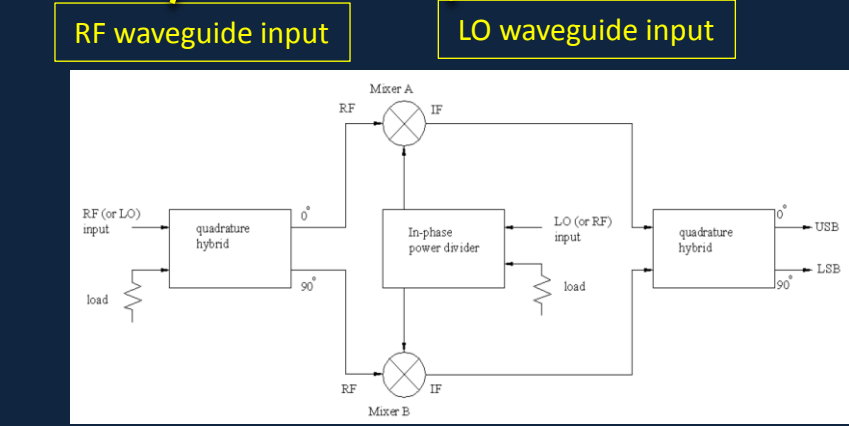 RF waveguide input
LO waveguide input
Mixer A
RF
IF
RF (or LO)
input
0°
quadrature
hybrid
90°
load
In-phase
power divider
LO (or RF)
input
load
quadrature
hybrid
0°
USB
LSB
90°
RF
IF
Mixer B